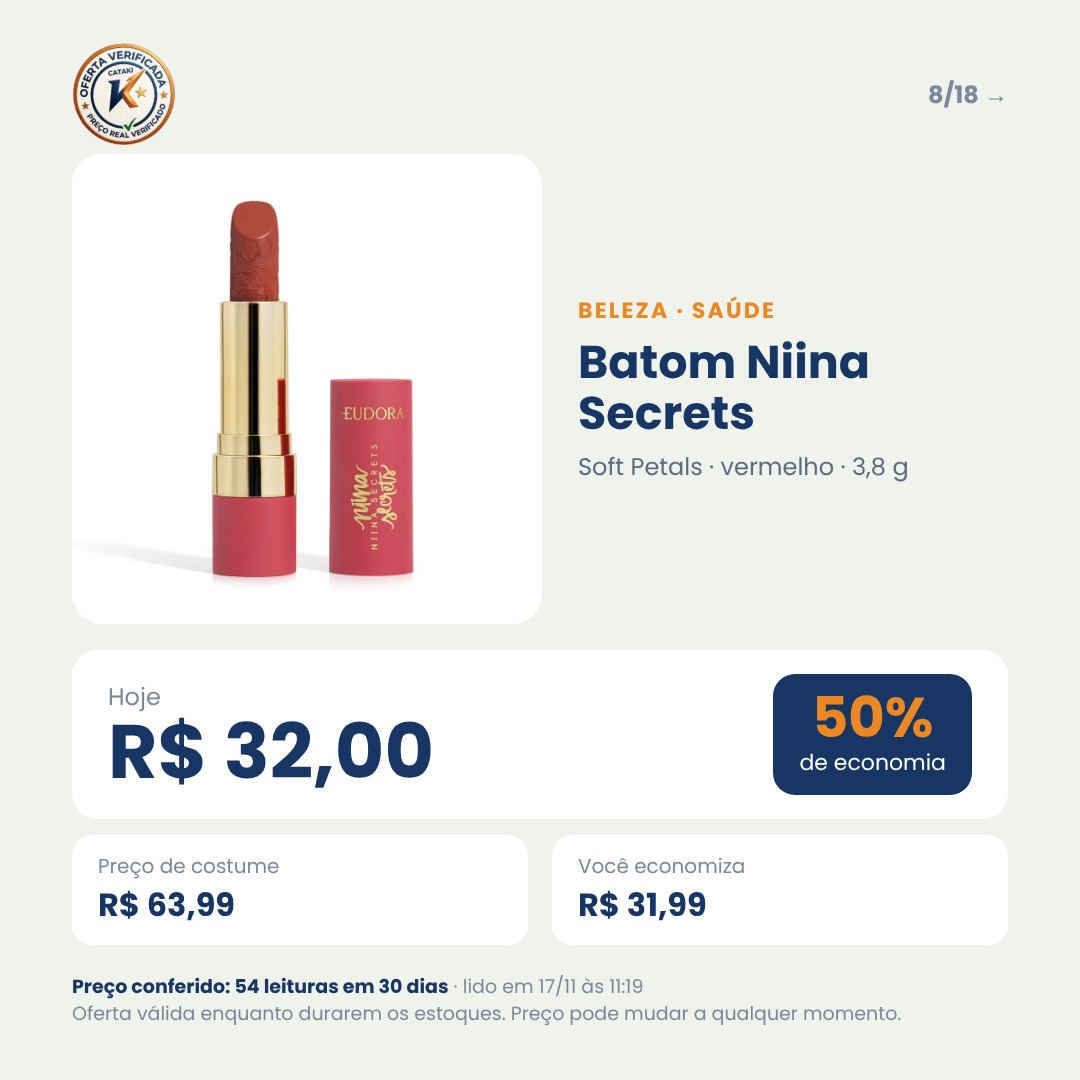 OFERTA VERIFICADA
CATAKI
K
PREÇO REAL VERIFICADO
8/18 →
EUDORA
niina secrets
NIINA SECRETS
BELEZA · SAÚDE
Batom Niina
Secrets
Soft Petals · vermelho · 3,8 g
Hoje
R$ 32,00
50%
de economia
Preço de costume
R$ 63,99
Você economiza
R$ 31,99
Preço conferido: 54 leituras em 30 dias · lido em 17/11 às 11:19
Oferta válida enquanto durarem os estoques. Preço pode mudar a qualquer momento.